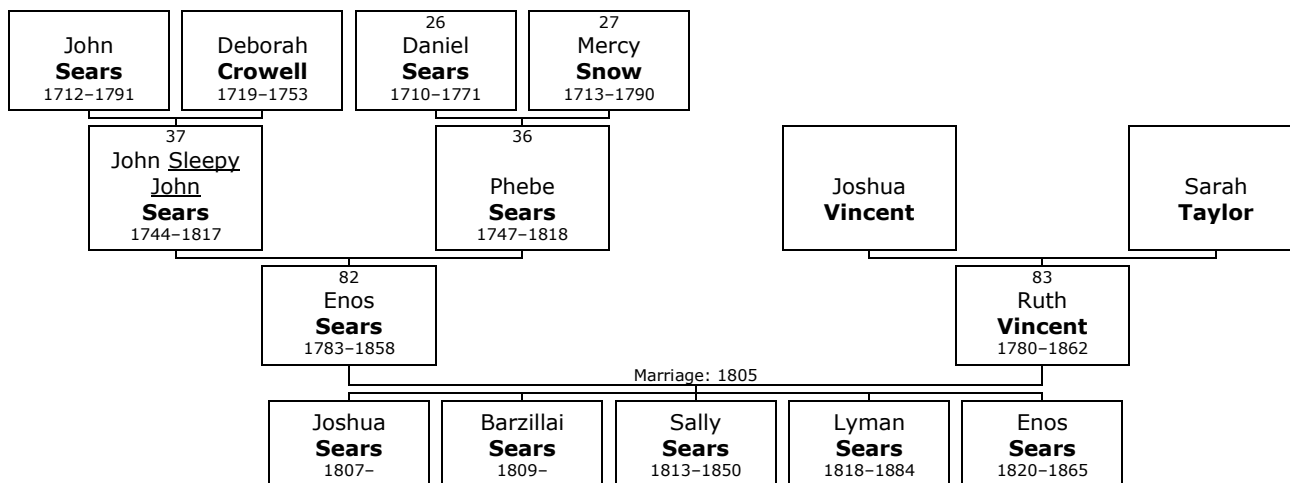 John
Sears
1712–1791
Deborah
Crowell
1719–1753
26
Daniel
Sears
1710–1771
27
Mercy
Snow
1713–1790
37
John Sleepy
John
Sears
1744–1817
36
Phebe
Sears
1747–1818
Joshua
Vincent
Sarah
Taylor
82
Enos
Sears
1783–1858
83
Ruth
Vincent
1780–1862
Marriage: 1805
Joshua
Sears
1807–
Barzillai
Sears
1809–
Sally
Sears
1813–1850
Lyman
Sears
1818–1884
Enos
Sears
1820–1865